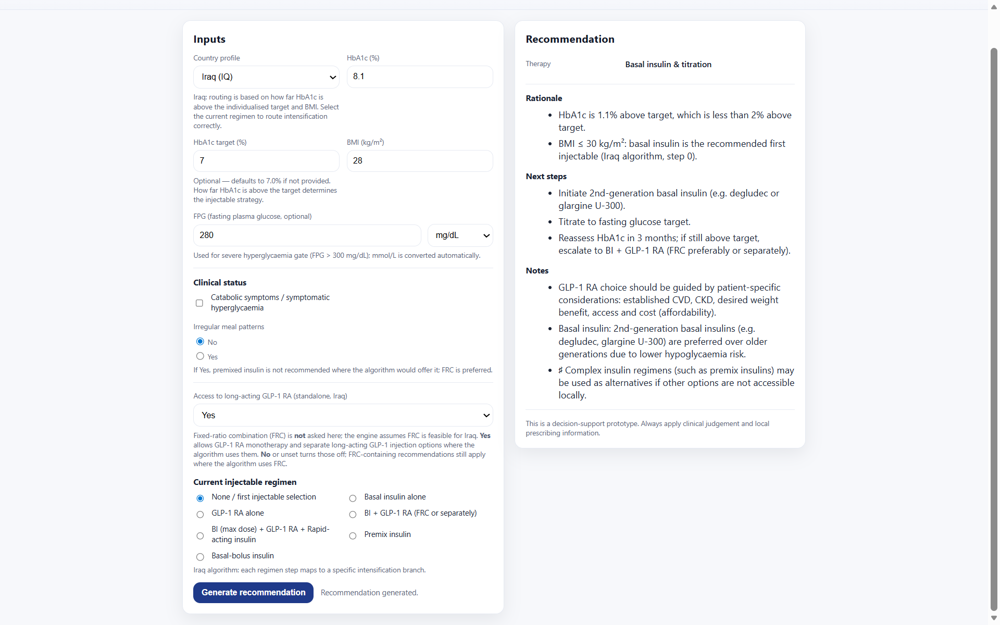 Inputs
Country profile
HbA1c (%)
Iraq (IQ)
8.1
Iraq: routing is based on how far HbA1c is
above the individualised target and BMI. Select
the current regimen to route intensification
correctly.
HbA1c target (%)
BMI (kg/m²)
7
28
Optional — defaults to 7.0% if not provided.
How far HbA1c is above the target determines
the injectable strategy.
FPG (fasting plasma glucose, optional)
280
mg/dL
Used for severe hyperglycaemia gate (FPG > 300 mg/dL); mmol/L is converted automatically.
Clinical status
Catabolic symptoms / symptomatic
hyperglycaemia
Irregular meal patterns
No
Yes
If Yes, premixed insulin is not recommended where the algorithm would offer it; FRC is preferred.
Access to long-acting GLP-1 RA (standalone, Iraq)
Yes
Fixed-ratio combination (FRC) is not asked here; the engine assumes FRC is feasible for Iraq. Yes
allows GLP-1 RA monotherapy and separate long-acting GLP-1 injection options where the
algorithm uses them. No or unset turns those off; FRC-containing recommendations still apply
where the algorithm uses FRC.
Current injectable regimen
None / first injectable selection
Basal insulin alone
GLP-1 RA alone
BI + GLP-1 RA (FRC or separately)
BI (max dose) + GLP-1 RA + Rapid-
acting insulin
Premix insulin
Basal-bolus insulin
Iraq algorithm: each regimen step maps to a specific intensification branch.
Generate recommendation
Recommendation generated.
Recommendation
Therapy
Basal insulin & titration
Rationale
• HbA1c is 1.1% above target, which is less than 2% above
target.
• BMI ≤ 30 kg/m²: basal insulin is the recommended first
injectable (Iraq algorithm, step 0).
Next steps
• Initiate 2nd-generation basal insulin (e.g. degludec or
glargine U-300).
• Titrate to fasting glucose target.
• Reassess HbA1c in 3 months; if still above target,
escalate to BI + GLP-1 RA (FRC preferably or separately).
Notes
• GLP-1 RA choice should be guided by patient-specific
considerations: established CVD, CKD, desired weight
benefit, access and cost (affordability).
• Basal insulin: 2nd-generation basal insulins (e.g.
degludec, glargine U-300) are preferred over older
generations due to lower hypoglycaemia risk.
• ♯ Complex insulin regimens (such as premix insulins) may
be used as alternatives if other options are not accessible
locally.
This is a decision-support prototype. Always apply clinical judgement and local
prescribing information.